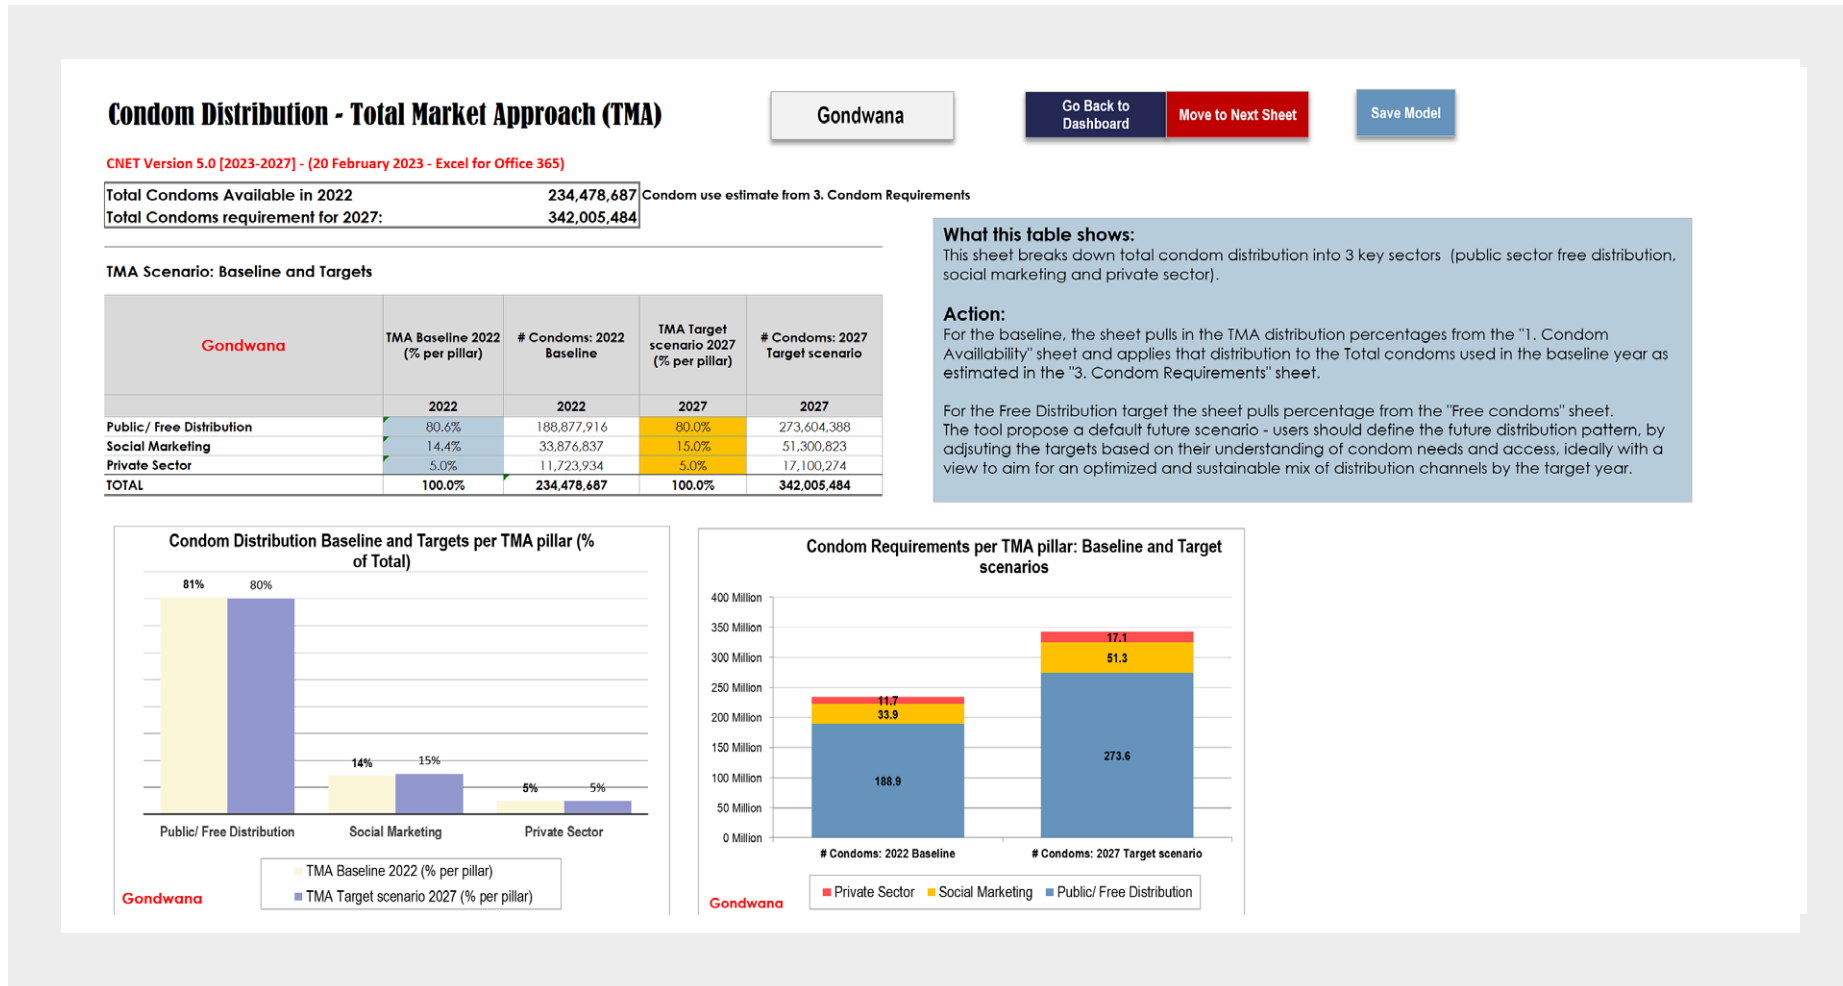 Condom Distribution - Total Market Approach (TMA)
Gondwana
Go Back to
Dashboard
Move to Next Sheet
Save Model
CNET Version 5.0 [2023-2027] - (20 February 2023 - Excel for Office 365)
Total Condoms Available in 2022 234,478,687 Condom use estimate from 3. Condom Requirements
Total Condoms requirement for 2027: 342,005,484
TMA Scenario: Baseline and Targets
Gondwana
TMA Baseline 2022
(% per pillar)
# Condoms: 2022
Baseline
TMA Target
scenario 2027
(% per pillar)
# Condoms: 2027
Target scenario
2022 2022 2027 2027
Public/ Free Distribution 80.6% 188,877,916 80.0% 273,604,388
Social Marketing 14.4% 33,876,837 15.0% 51,300,823
Private Sector 5.0% 11,723,934 5.0% 17,100,274
TOTAL 100.0% 234,478,687 100.0% 342,005,484
What this table shows:
This sheet breaks down total condom distribution into 3 key sectors (public sector free distribution,
social marketing and private sector).
Action:
For the baseline, the sheet pulls in the TMA distribution percentages from the "1. Condom
Availlability" sheet and applies that distribution to the Total condoms used in the baseline year as
estimated in the "3. Condom Requirements" sheet.
For the Free Distribution target the sheet pulls percentage from the "Free condoms" sheet.
The tool propose a default future scenario - users should define the future distribution pattern, by
adjsuting the targets based on their understanding of condom needs and access, ideally with a
view to aim for an optimized and sustainable mix of distribution channels by the target year.
Condom Distribution Baseline and Targets per TMA pillar (%
of Total)
81% 80%
14% 15%
5% 5%
Public/ Free Distribution Social Marketing Private Sector
TMA Baseline 2022 (% per pillar)
TMA Target scenario 2027 (% per pillar)
Gondwana
Condom Requirements per TMA pillar: Baseline and Target
scenarios
400 Million
350 Million
300 Million
250 Million
200 Million
150 Million
100 Million
50 Million
0 Million
11.7
33.9
188.9
17.1
51.3
273.6
# Condoms: 2022 Baseline # Condoms: 2027 Target scenario
Private Sector Social Marketing Public/ Free Distribution
Gondwana